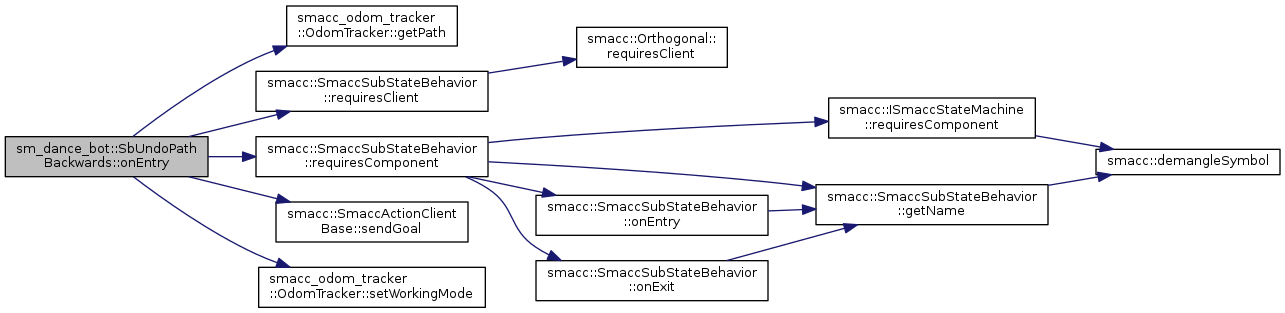 sm_dance_bot::SbUndoPath
Backwards::onEntry
smacc_odom_tracker
::OdomTracker::getPath
smacc::SmaccSubStateBehavior
::requiresClient
smacc::Orthogonal::
requiresClient
smacc::SmaccSubStateBehavior
::requiresComponent
smacc::ISmaccStateMachine
::requiresComponent
smacc::demangleSymbol
smacc::SmaccSubStateBehavior
::getName
smacc::SmaccSubStateBehavior
::onEntry
smacc::SmaccSubStateBehavior
::onExit
smacc::SmaccActionClient
Base::sendGoal
smacc_odom_tracker
::OdomTracker::setWorkingMode